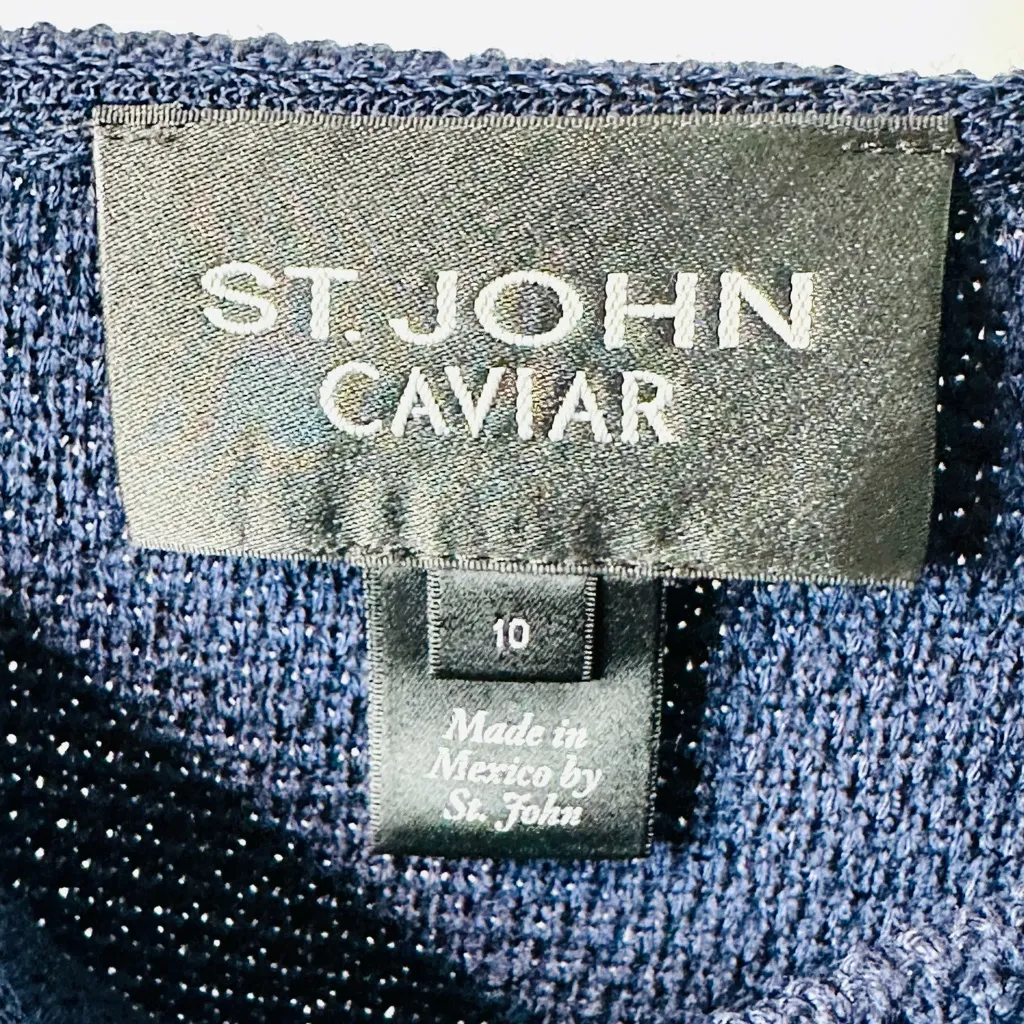 ST. JOHN
CAVIAR
10
Made in
Mexico by
St. John